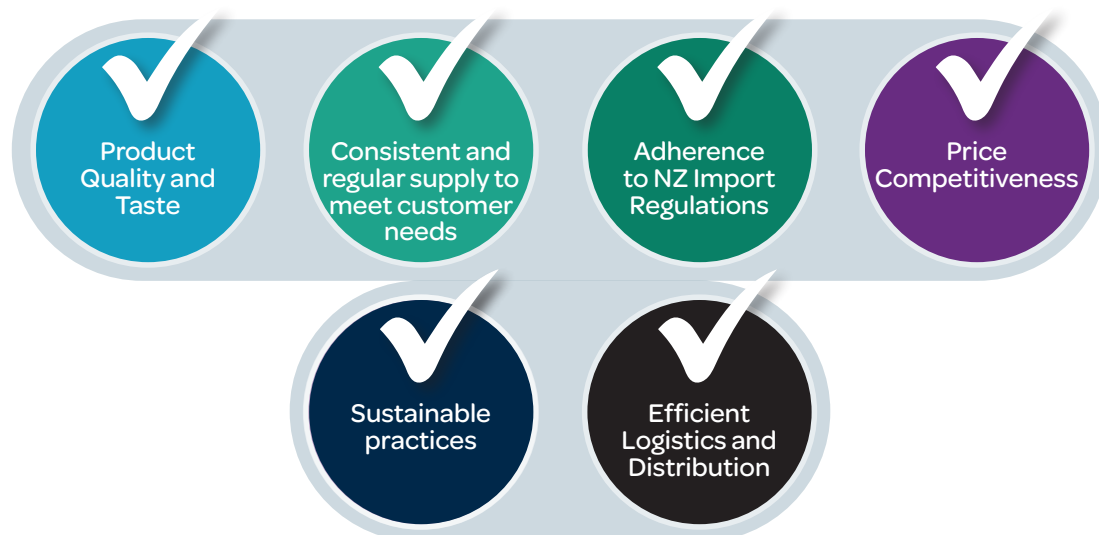 Product
Quality and
Taste
Consistent and
regular supply to
meet customer
needs
Adherence
to NZ Import
Regulations
Price
Competitiveness
Sustainable
practices
Efficient
Logistics and
Distribution